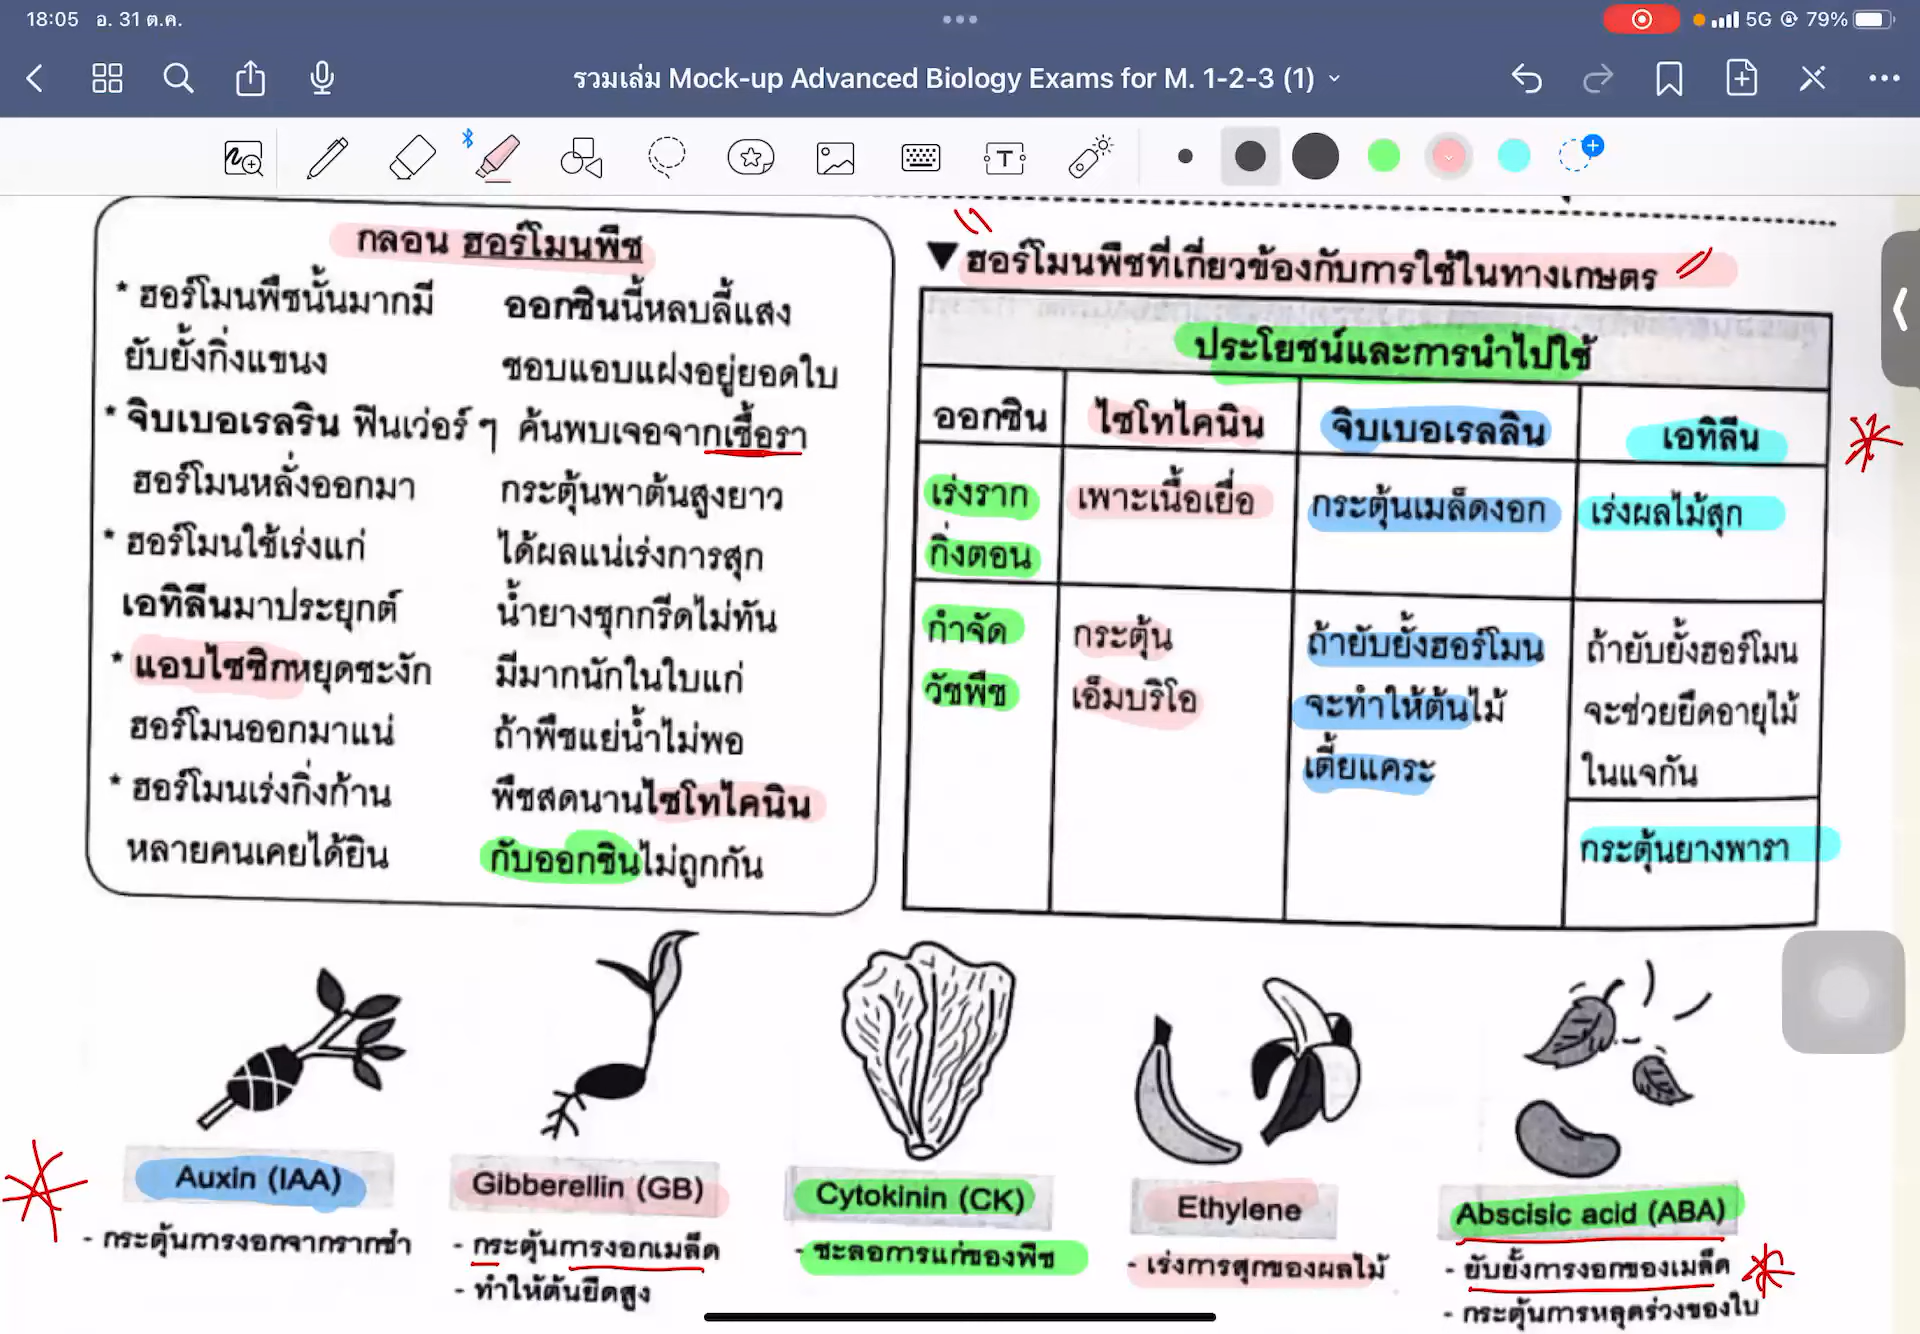 18:05 อ. 31 ต.ค.
5G 79%
รวมเล่ม Mock-up Advanced Biology Exams for M. 1-2-3 (1)
กลอน ฮอร์โมนพืช
* ฮอร์โมนพืชนั้นมากมี ออกซินนี้หลบลี้แสง
ยับยั้งกิ่งแขนง ชอบแอบแฝงอยู่ยอดใบ
* จิบเบอเรลริน ฟินเว่อร์ ๆ ค้นพบเจอจากเชื้อรา
ฮอร์โมนหลั่งออกมา กระตุ้นพาต้นสูงยาว
* ฮอร์โมนใช้เร่งแก่ ได้ผลแน่เร่งการสุก
เอทิลีนมาประยุกต์ น้ำยางซุกกรีดไม่ทัน
* แอบไซซิกหยุดชะงัก มีมากนักในใบแก่
ฮอร์โมนออกมาแน่ ถ้าพืชแย่น้ำไม่พอ
* ฮอร์โมนเร่งกิ่งก้าน พืชสดนานไซโทไคนิน
หลายคนเคยได้ยิน กับออกซินไม่ถูกกัน
▼ฮอร์โมนพืชที่เกี่ยวข้องกับการใช้ในทางเกษตร
ประโยชน์และการนำไปใช้
ออกซิน ไซโทไคนิน จิบเบอเรลลิน เอทิลีน
เร่งราก เพาะเนื้อเยื่อ กระตุ้นเมล็ดงอก เร่งผลไม้สุก
กิ่งตอน
กำจัด กระตุ้น ถ้ายับยั้งฮอร์โมน ถ้ายับยั้งฮอร์โมน
วัชพืช เอ็มบริโอ จะทำให้ต้นไม้ จะช่วยยืดอายุไม้
เตี้ยแคระ ในแจกัน
กระตุ้นยางพารา
Auxin (IAA) Gibberellin (GB) Cytokinin (CK) Ethylene Abscisic acid (ABA)
- กระตุ้นการงอกจากรากชำ - กระตุ้นการงอกเมล็ด - ชะลอการแก่ของพืช - เร่งการสุกของผลไม้ - ยับยั้งการงอกของเมล็ด
- ทำให้ต้นยืดสูง - กระตุ้นการหลุดร่วงของใบ